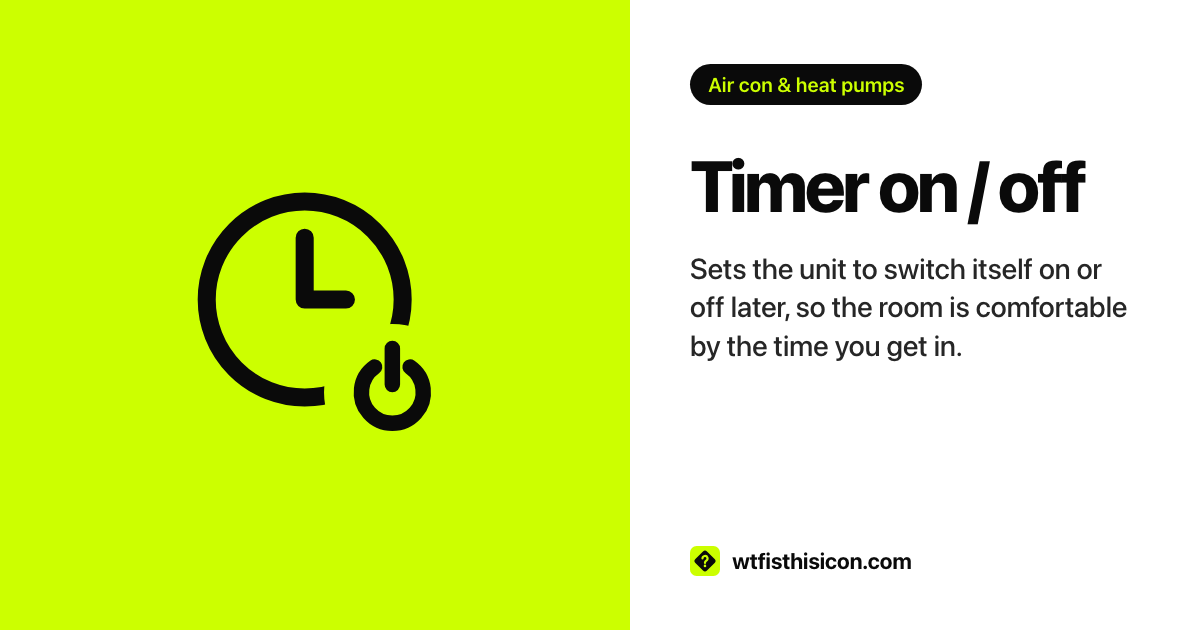 Air con & heat pumps
Timer on / off
Sets the unit to switch itself on or
off later, so the room is comfortable
by the time you get in.
?
wtfisthisicon.com